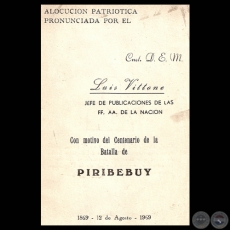 ALOCUCION PATRIOTICA
PRONUNCIADA POR EL
Cnel. D. E. M.
Luis Vittone
JEFE DE PUBLICACIONES DE LAS
FF. AA. DE LA NACION
Con motivo del Centenario de la
Batalla de
PIRIBEBUY
1869 - 12 de Agosto - 1969